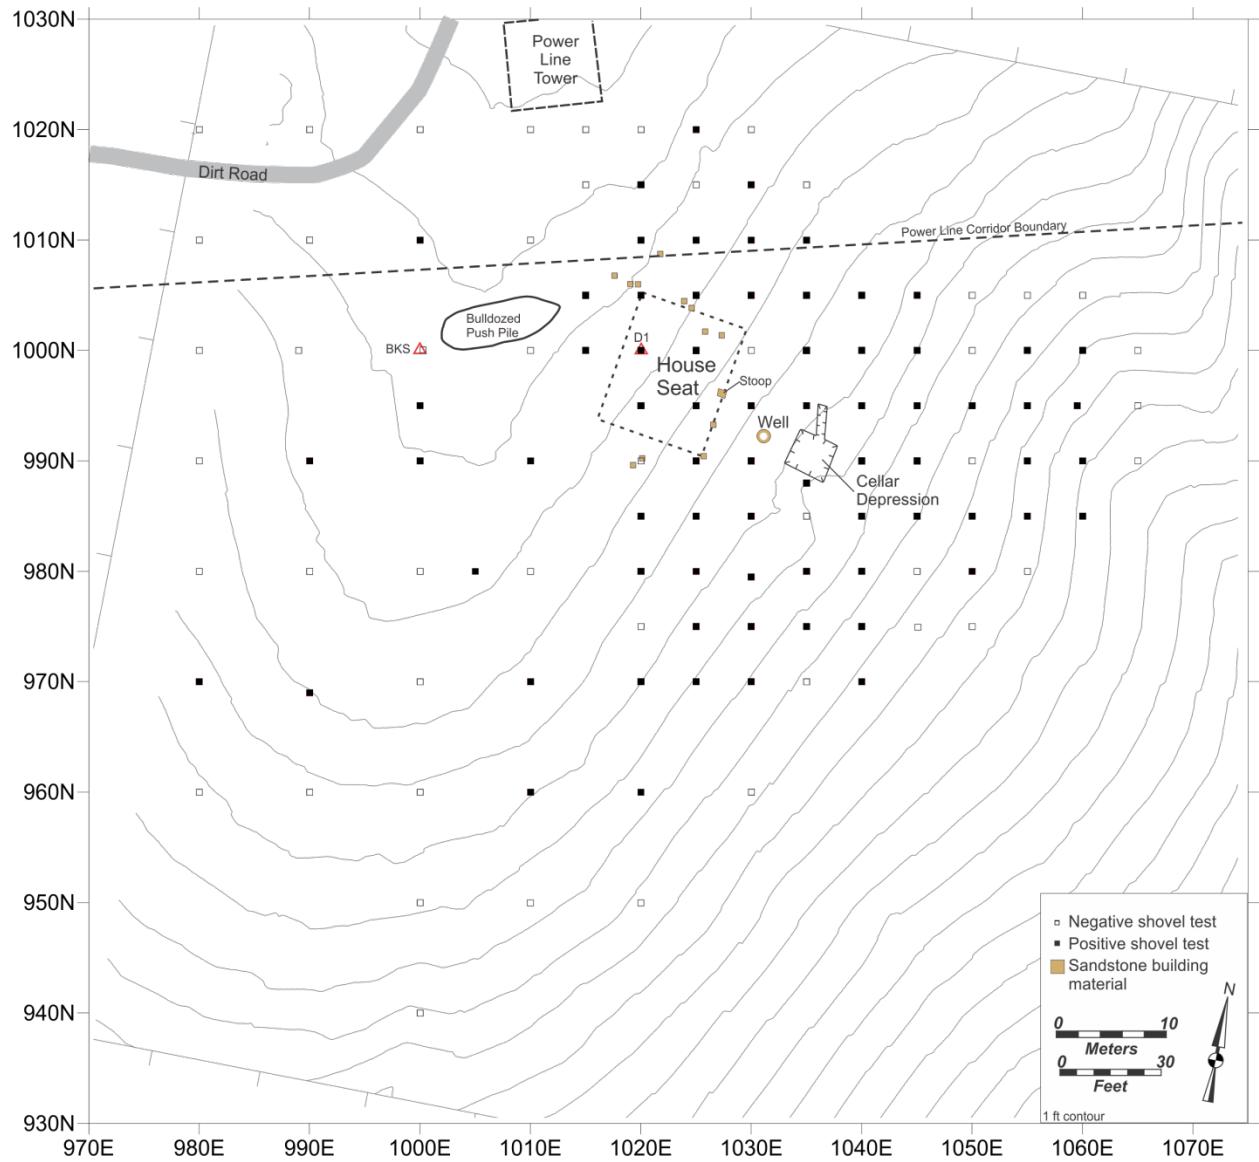 1030N
Power
Line
Tower
1020N
Dirt Road
1010N
Power Line Corridor Boundary
Bulldozed
Push Pile
BKS
D1
1000N
House
Seat
Stoop
Well
990N
Cellar
Depression
980N
970N
960N
950N
Negative shovel test
Positive shovel test
Sandstone building
material
N
940N
0 10
Meters
0 30
Feet
1 ft contour
930N
970E 980E 990E 1000E 1010E 1020E 1030E 1040E 1050E 1060E 1070E